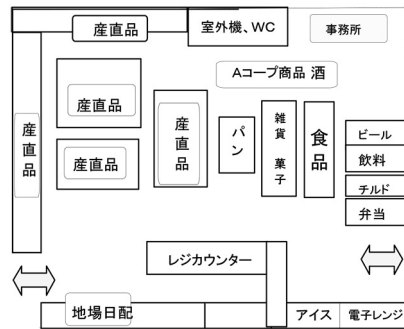 産直品
室外機、WC
事務所
Aコープ商品 酒
産直品
産直品
産直品
産直品
パン
雑貨 菓子
食品
ビール
飲料
チルド
弁当
レジカウンター
地場日配
アイス
電子レンジ